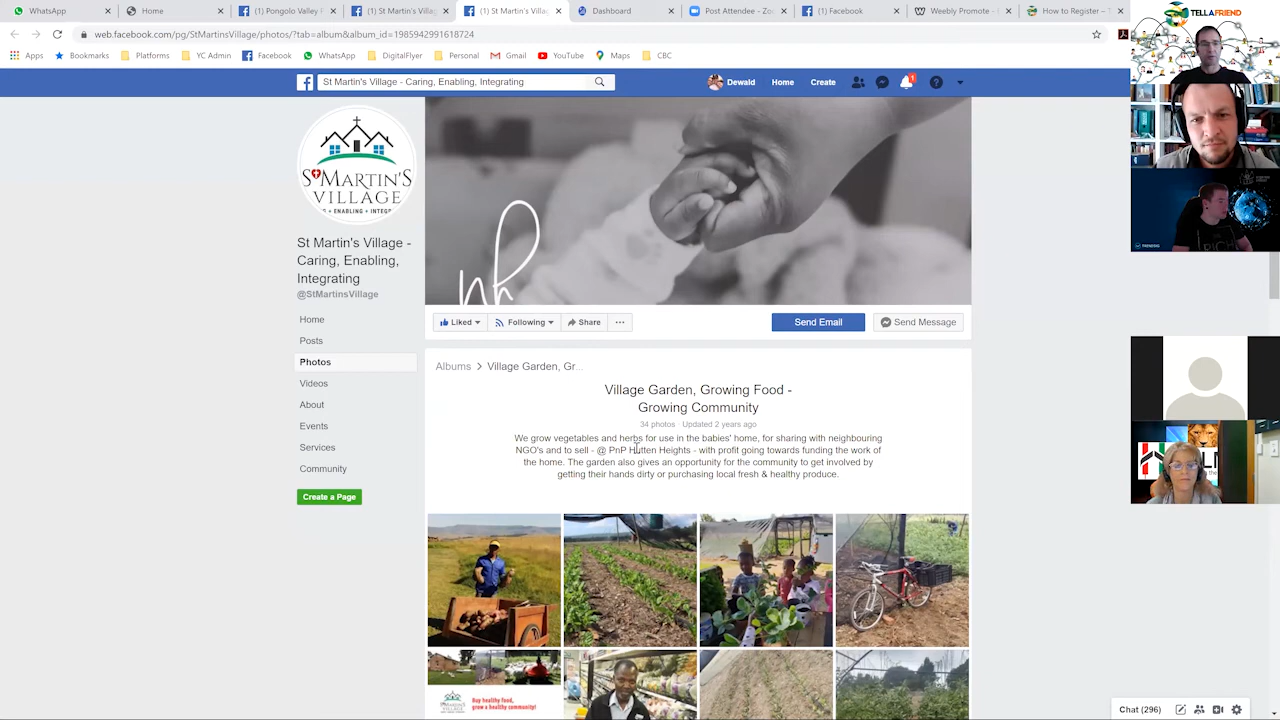 WhatsApp
Home
(1) Pongolo Valley F
(1) St Martin's Villag
(1) St Martin's Villag
Dashboard
Post Attendee - Zo
(1) Facebook
Weebly Promote - C
How to Register – T
web.facebook.com/pg/StMartinsVillage/photos/?tab=album&album_id=1985942991618724
Apps
Bookmarks
Platforms
YC Admin
Facebook
WhatsApp
DigitalFlyer
Personal
Gmail
YouTube
Maps
CBC
St Martin's Village - Caring, Enabling, Integrating
Dewald
Home
Create
1
TELLAFRIEND
ST MARTIN'S
VILLAGE
+ ENABLING +
nh
St Martin's Village -
Caring, Enabling,
Integrating
@StMartinsVillage
Home
Posts
Photos
Videos
About
Events
Services
Community
Create a Page
Liked
Following
Share
Send Email
Send Message
Albums > Village Garden, Gr...
Village Garden, Growing Food -
Growing Community
34 photos · Updated 2 years ago
We grow vegetables and herbs for use in the babies' home, for sharing with neighbouring
NGO's and to sell - @ PnP Hutten Heights - with profit going towards funding the work of
the home. The garden also gives an opportunity for the community to get involved by
getting their hands dirty or purchasing local fresh & healthy produce.
Buy healthy food,
grow a healthy community!
Chat (296)